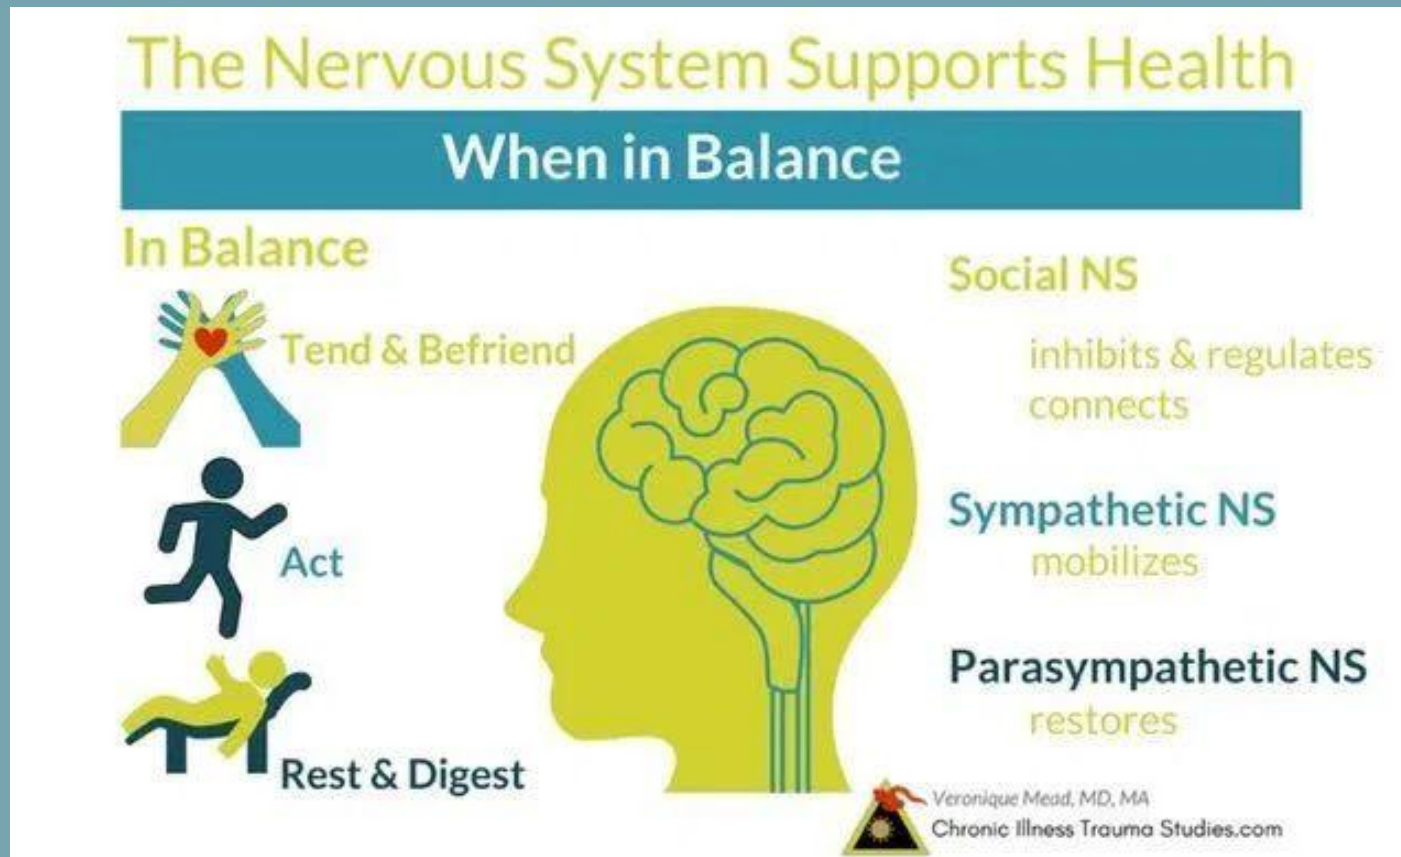 The Nervous System Supports Health
When in Balance
In Balance
Tend & Befriend
Act
Rest & Digest
Social NS
inhibits & regulates
connects
Sympathetic NS
mobilizes
Parasympathetic NS
restores
Veronique Mead, MD, MA
Chronic Illness Trauma Studies.com